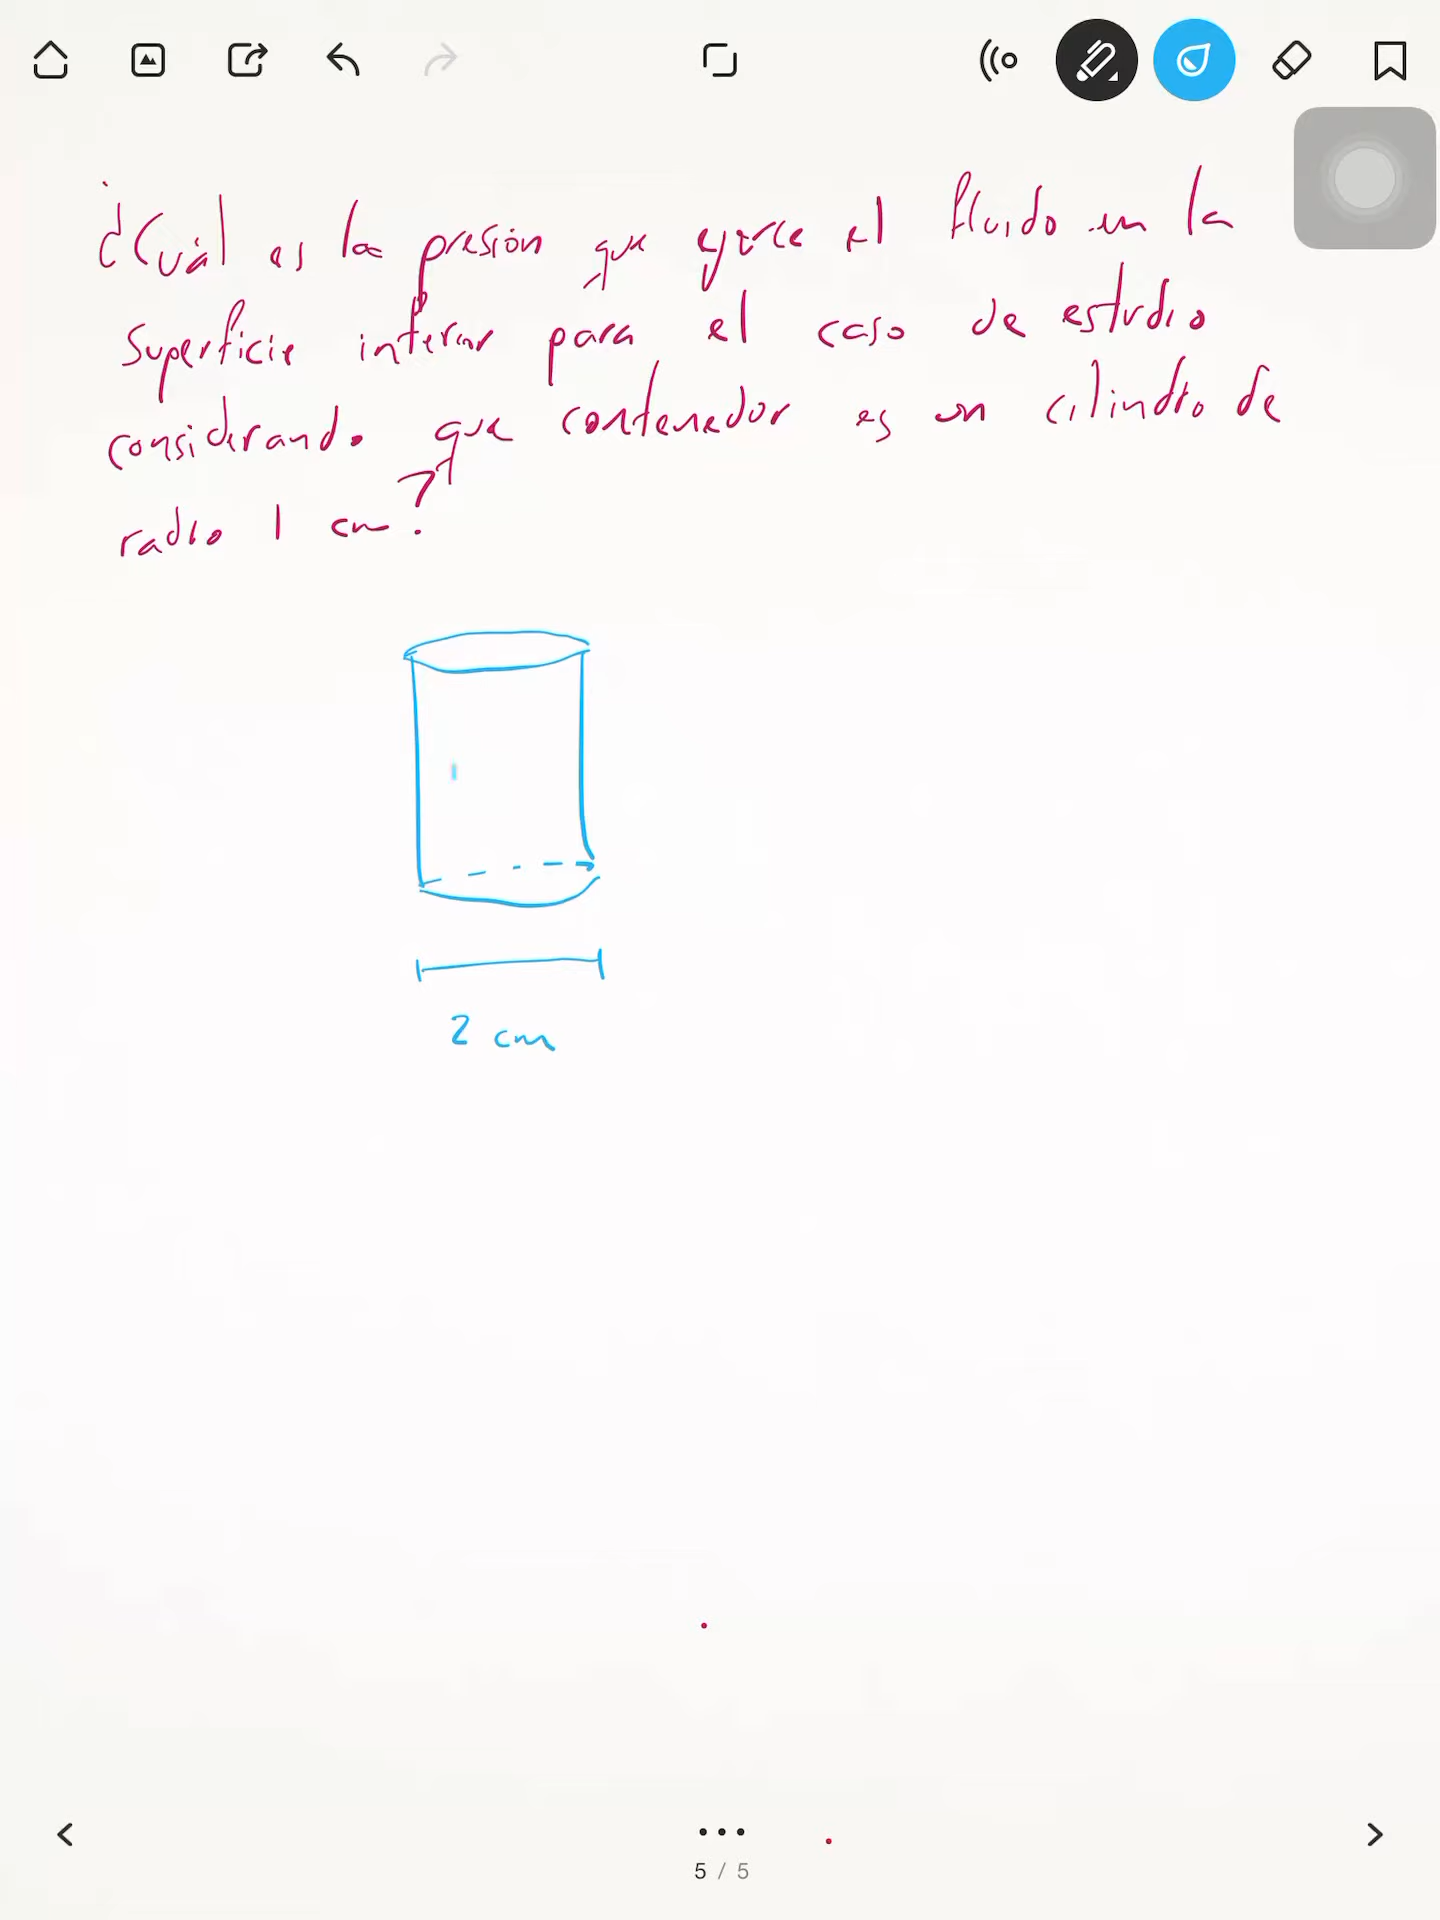 ¿Cuál es la presión que ejerce el fluido en la
superficie inferior para el caso de estudio
considerando que contenedor es un cilindro de
radio 1 cm?
2 cm
5 / 5